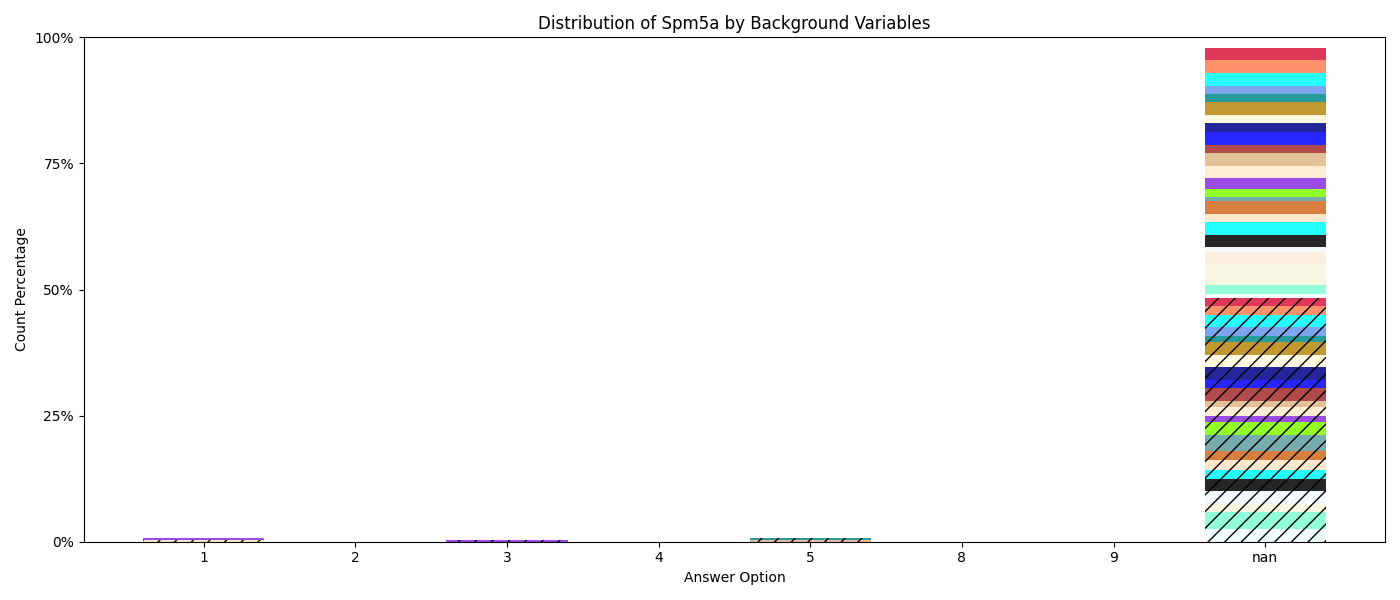 Distribution of Spm5a by Background Variables
100%
75%
50%
25%
0%
Count Percentage
1 2 3 4 5 8 9 nan
Answer Option